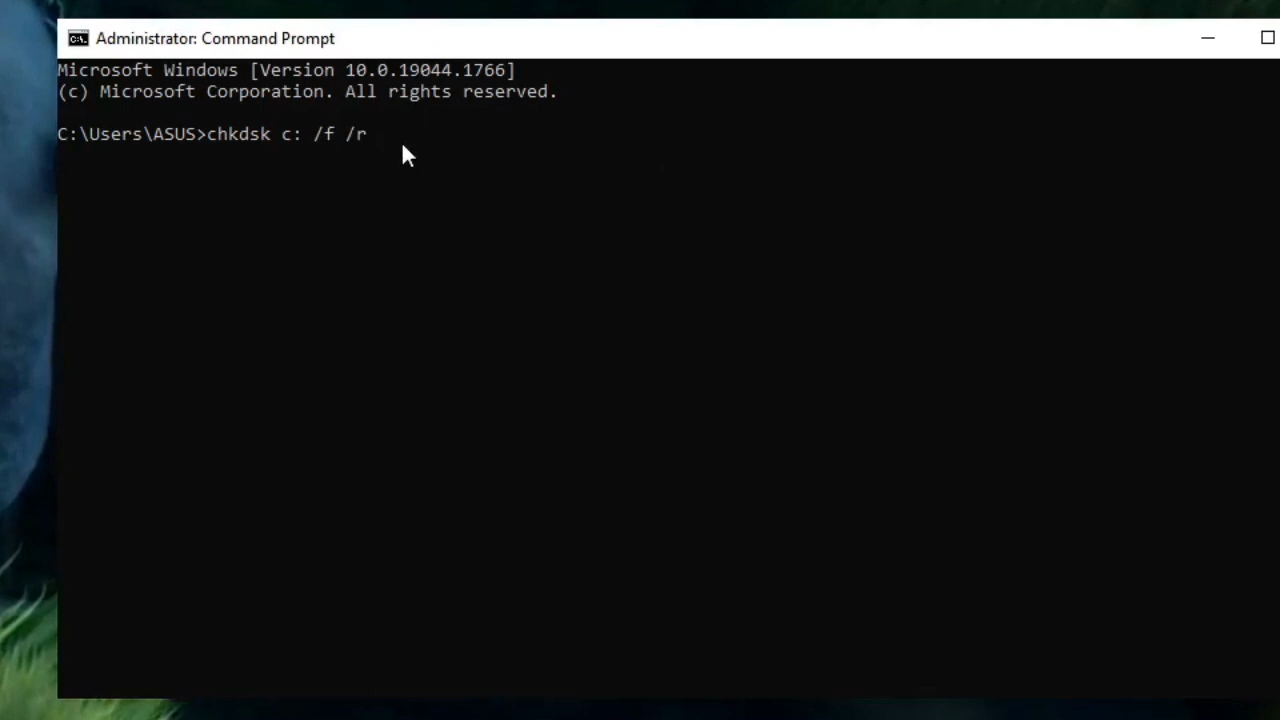 Administrator: Command Prompt
Microsoft Windows [Version 10.0.19044.1766]
(c) Microsoft Corporation. All rights reserved.
C:\Users\ASUS>chkdsk c: /f /r